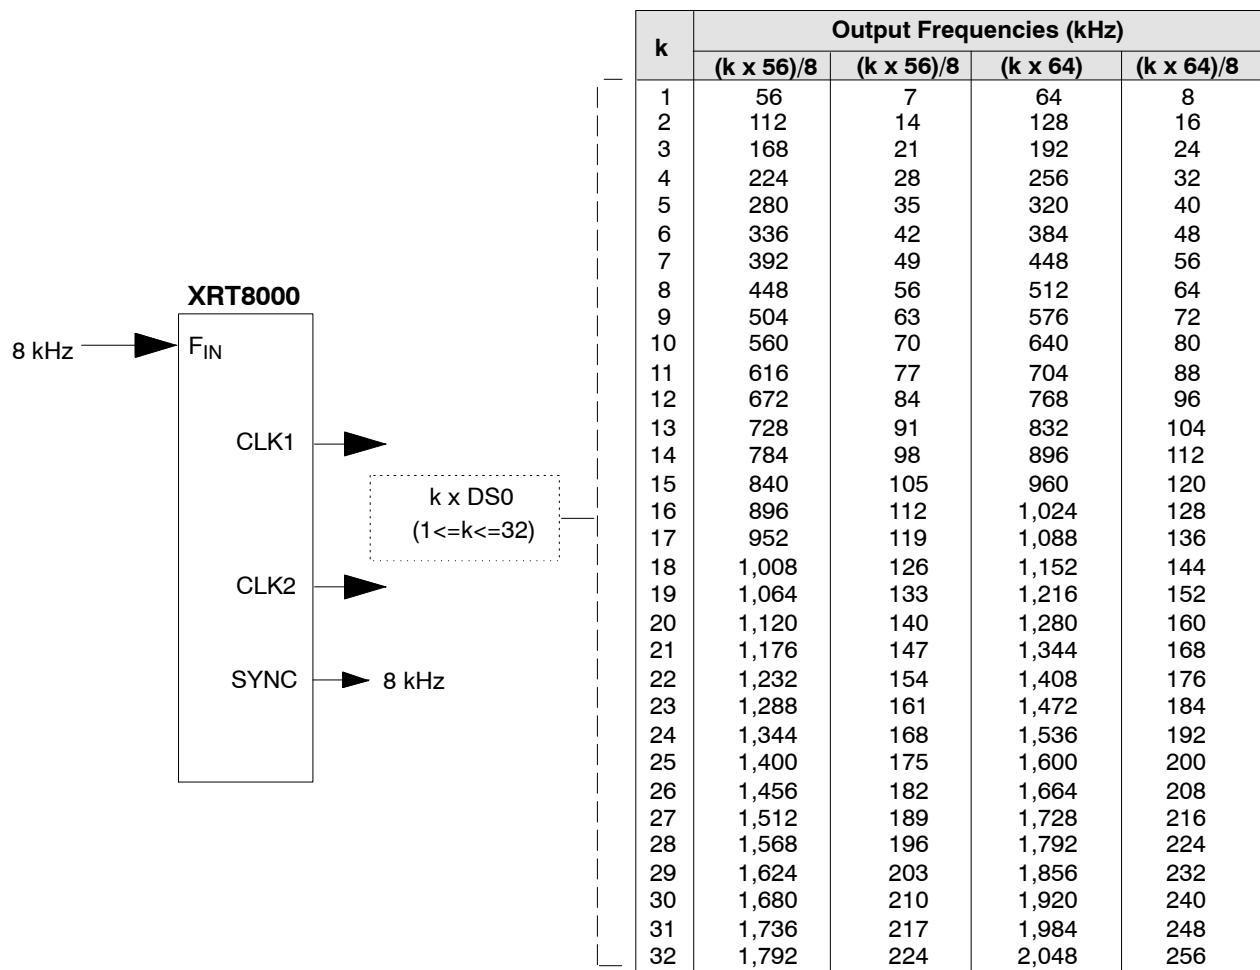 XRT8000
8 kHz
FIN
CLK1
CLK2
SYNC
8 kHz
k x DS0
(1<=k<=32)
k Output Frequencies (kHz)
(k x 56)/8 (k x 56)/8 (k x 64) (k x 64)/8
1 56 7 64 8
2 112 14 128 16
3 168 21 192 24
4 224 28 256 32
5 280 35 320 40
6 336 42 384 48
7 392 49 448 56
8 448 56 512 64
9 504 63 576 72
10 560 70 640 80
11 616 77 704 88
12 672 84 768 96
13 728 91 832 104
14 784 98 896 112
15 840 105 960 120
16 896 112 1,024 128
17 952 119 1,088 136
18 1,008 126 1,152 144
19 1,064 133 1,216 152
20 1,120 140 1,280 160
21 1,176 147 1,344 168
22 1,232 154 1,408 176
23 1,288 161 1,472 184
24 1,344 168 1,536 192
25 1,400 175 1,600 200
26 1,456 182 1,664 208
27 1,512 189 1,728 216
28 1,568 196 1,792 224
29 1,624 203 1,856 232
30 1,680 210 1,920 240
31 1,736 217 1,984 248
32 1,792 224 2,048 256